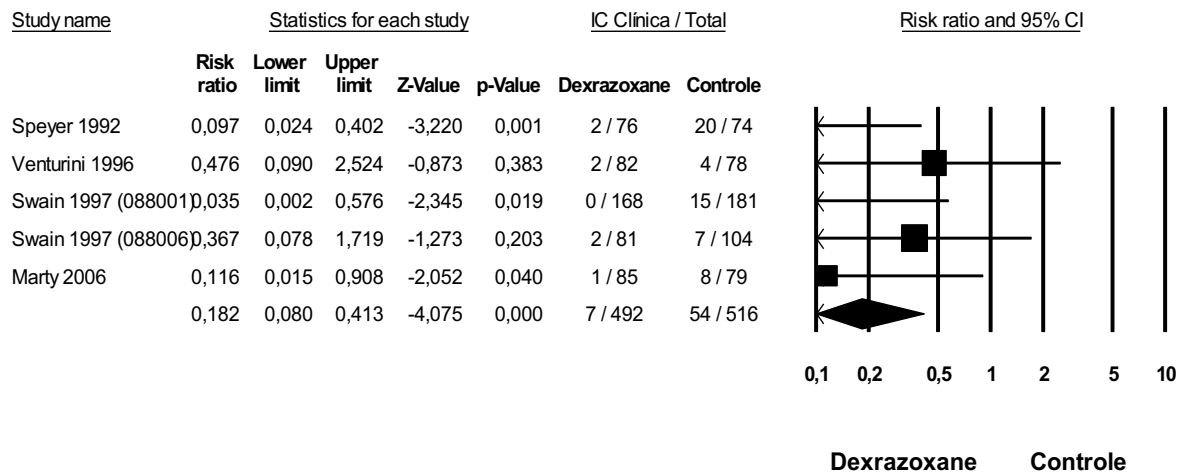 Study name Statistics for each study IC Clínica / Total Risk ratio and 95% CI
Risk Lower Upper
ratio limit limit Z-Value p-Value Dexrazoxane Controle
Speyer 1992 0,097 0,024 0,402 -3,220 0,001 2 / 76 20 / 74
Venturini 1996 0,476 0,090 2,524 -0,873 0,383 2 / 82 4 / 78
Swain 1997 (088001) 0,035 0,002 0,576 -2,345 0,019 0 / 168 15 / 181
Swain 1997 (088006) 0,367 0,078 1,719 -1,273 0,203 2 / 81 7 / 104
Marty 2006 0,116 0,015 0,908 -2,052 0,040 1 / 85 8 / 79
0,182 0,080 0,413 -4,075 0,000 7 / 492 54 / 516
0,1 0,2 0,5 1 2 5 10
Dexrazoxane Controle